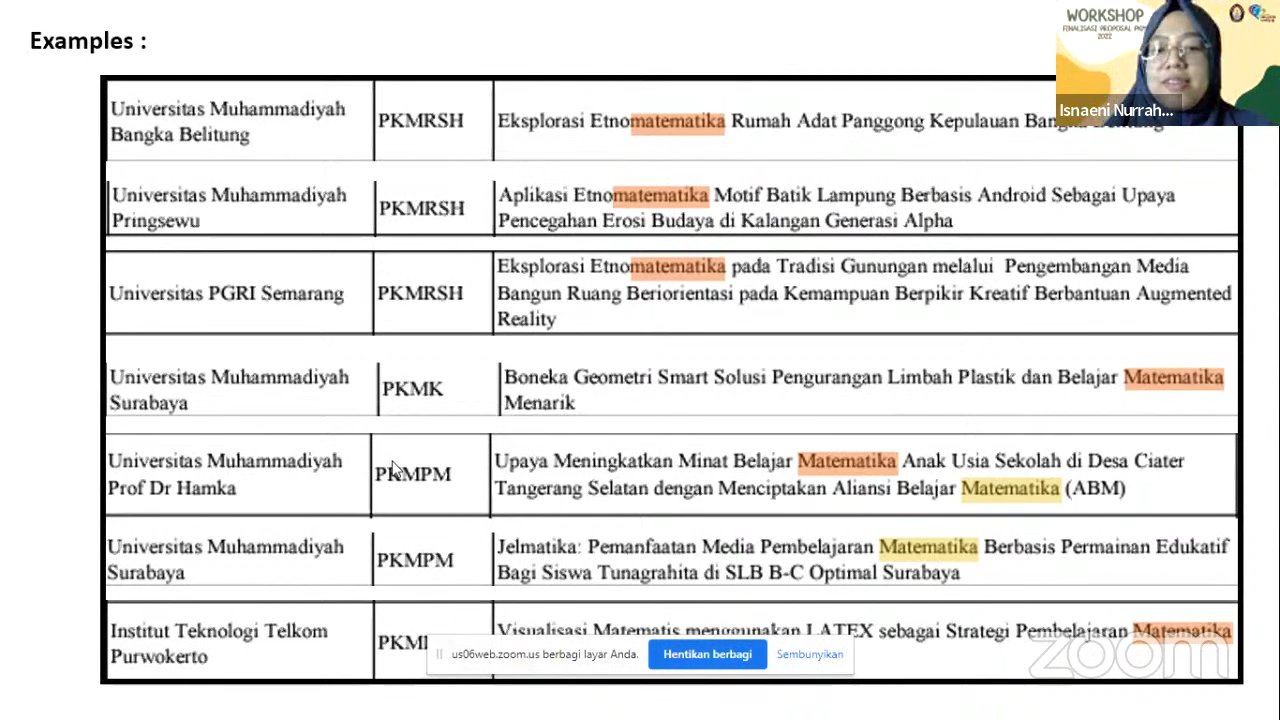 Examples :
WORKSHOP
FINALISASI PROPOSAL
2022
Isnaeni Nurrah...
Universitas Muhammadiyah
Bangka Belitung
PKMRSH
Eksplorasi Etnomatematika Rumah Adat Panggong Kepulauan
Universitas Muhammadiyah
Pringsewu
PKMRSH
Aplikasi Etnomatematika Motif Batik Lampung Berbasis Android Sebagai Upaya
Pencegahan Erosi Budaya di Kalangan Generasi Alpha
Universitas PGRI Semarang
PKMRSH
Eksplorasi Etnomatematika pada Tradisi Gunungan melalui Pengembangan Media
Bangun Ruang Beriorientasi pada Kemampuan Berpikir Kreatif Berbantuan Augmented
Reality
Universitas Muhammadiyah
Surabaya
PKMK
Boneka Geometri Smart Solusi Pengurangan Limbah Plastik dan Belajar Matematika
Menarik
Universitas Muhammadiyah
Prof Dr Hamka
PKMPM
Upaya Meningkatkan Minat Belajar Matematika Anak Usia Sekolah di Desa Ciater
Tangerang Selatan dengan Menciptakan Aliansi Belajar Matematika (ABM)
Universitas Muhammadiyah
Surabaya
PKMPM
Jelmatika: Pemanfaatan Media Pembelajaran Matematika Berbasis Permainan Edukatif
Bagi Siswa Tunagrahita di SLB B-C Optimal Surabaya
Institut Teknologi Telkom
Purwokerto
Visualisasi Matematis menggunakan LATEX sebagai Strategi Pembelajaran Matematika
us06web.zoom.us berbagi layar Anda.
Hentikan berbagi
Sembunyikan
zoom